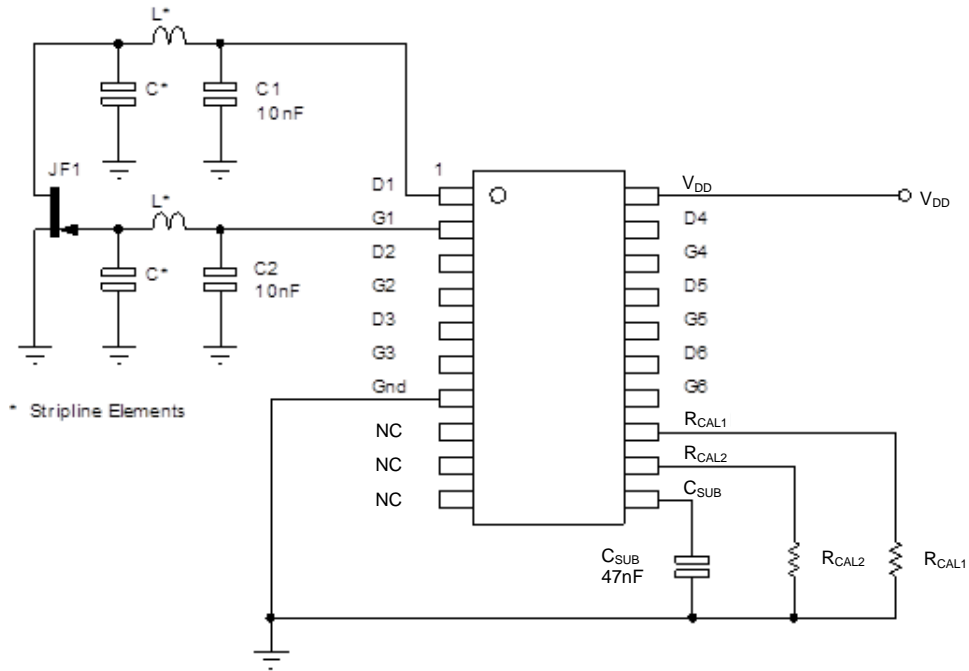 L*
C*
C1
10nF
JF1
L*
C*
C2
10nF
* Stripline Elements
1
D1
G1
D2
G2
D3
G3
Gnd
NC
NC
NC
VDD
D4
G4
D5
G5
D6
G6
RCAL1
RCAL2
CSUB
VDD
CSUB
47nF
RCAL2
RCAL1